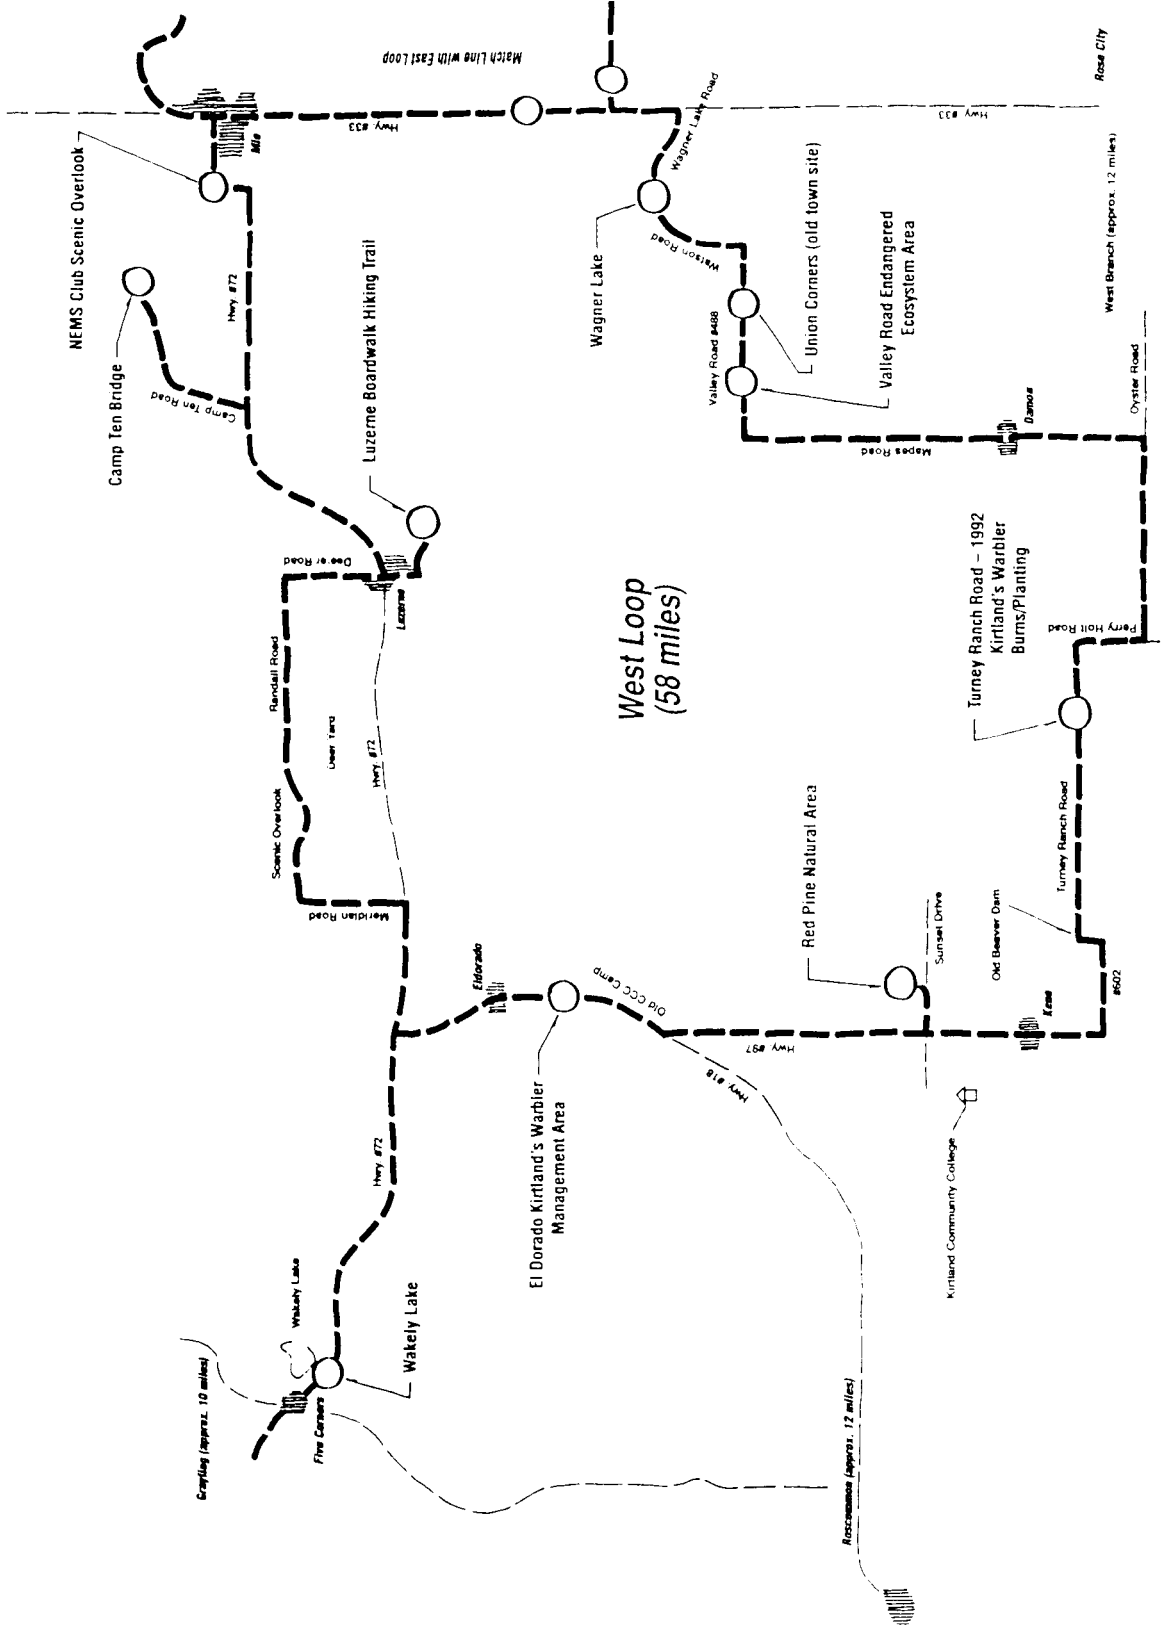 Grayling (approx. 10 miles)
Wakely Lake
Five Corners
Wakely Lake
Hwy. #72
Meridian Road
Scenic Overlook
Randall Road
Deer Yard
Hwy. #72
Deeter Road
Luzerne
Luzerne Boardwalk Hiking Trail
Camp Ten Road
Camp Ten Bridge
Hwy. #72
NEMS Club Scenic Overlook
Mio
Hwy. #33
Match Line with East Loop
Eldorado
El Dorado Kirtland's Warbler
Management Area
Old CCC Camp
Hwy. #18
Hwy. #97
West Loop
(58 miles)
Wagner Lake
Wagner Lake Road
Watson Road
Valley Road #488
Union Corners (old town site)
Valley Road Endangered
Ecosystem Area
Hwy. #33
Rose City
Red Pine Natural Area
Sunset Drive
Kirtland Community College
Roscommon (approx. 12 miles)
Old Beaver Dam
Keno
#602
Turney Ranch Road
Turney Ranch Road – 1992
Kirtland's Warbler
Burns/Planting
Perry Holt Road
Mapes Road
Damon
Oyster Road
West Branch (approx. 12 miles)